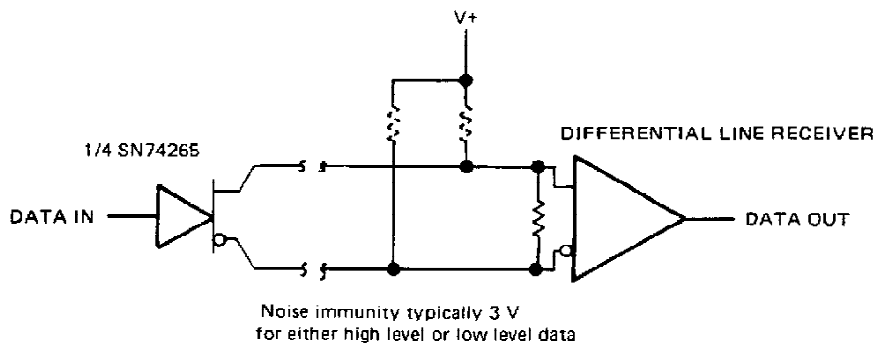 V+
DIFFERENTIAL LINE RECEIVER
1/4 SN74265
DATA IN
DATA OUT
Noise immunity typically 3 V
for either high level or low level data